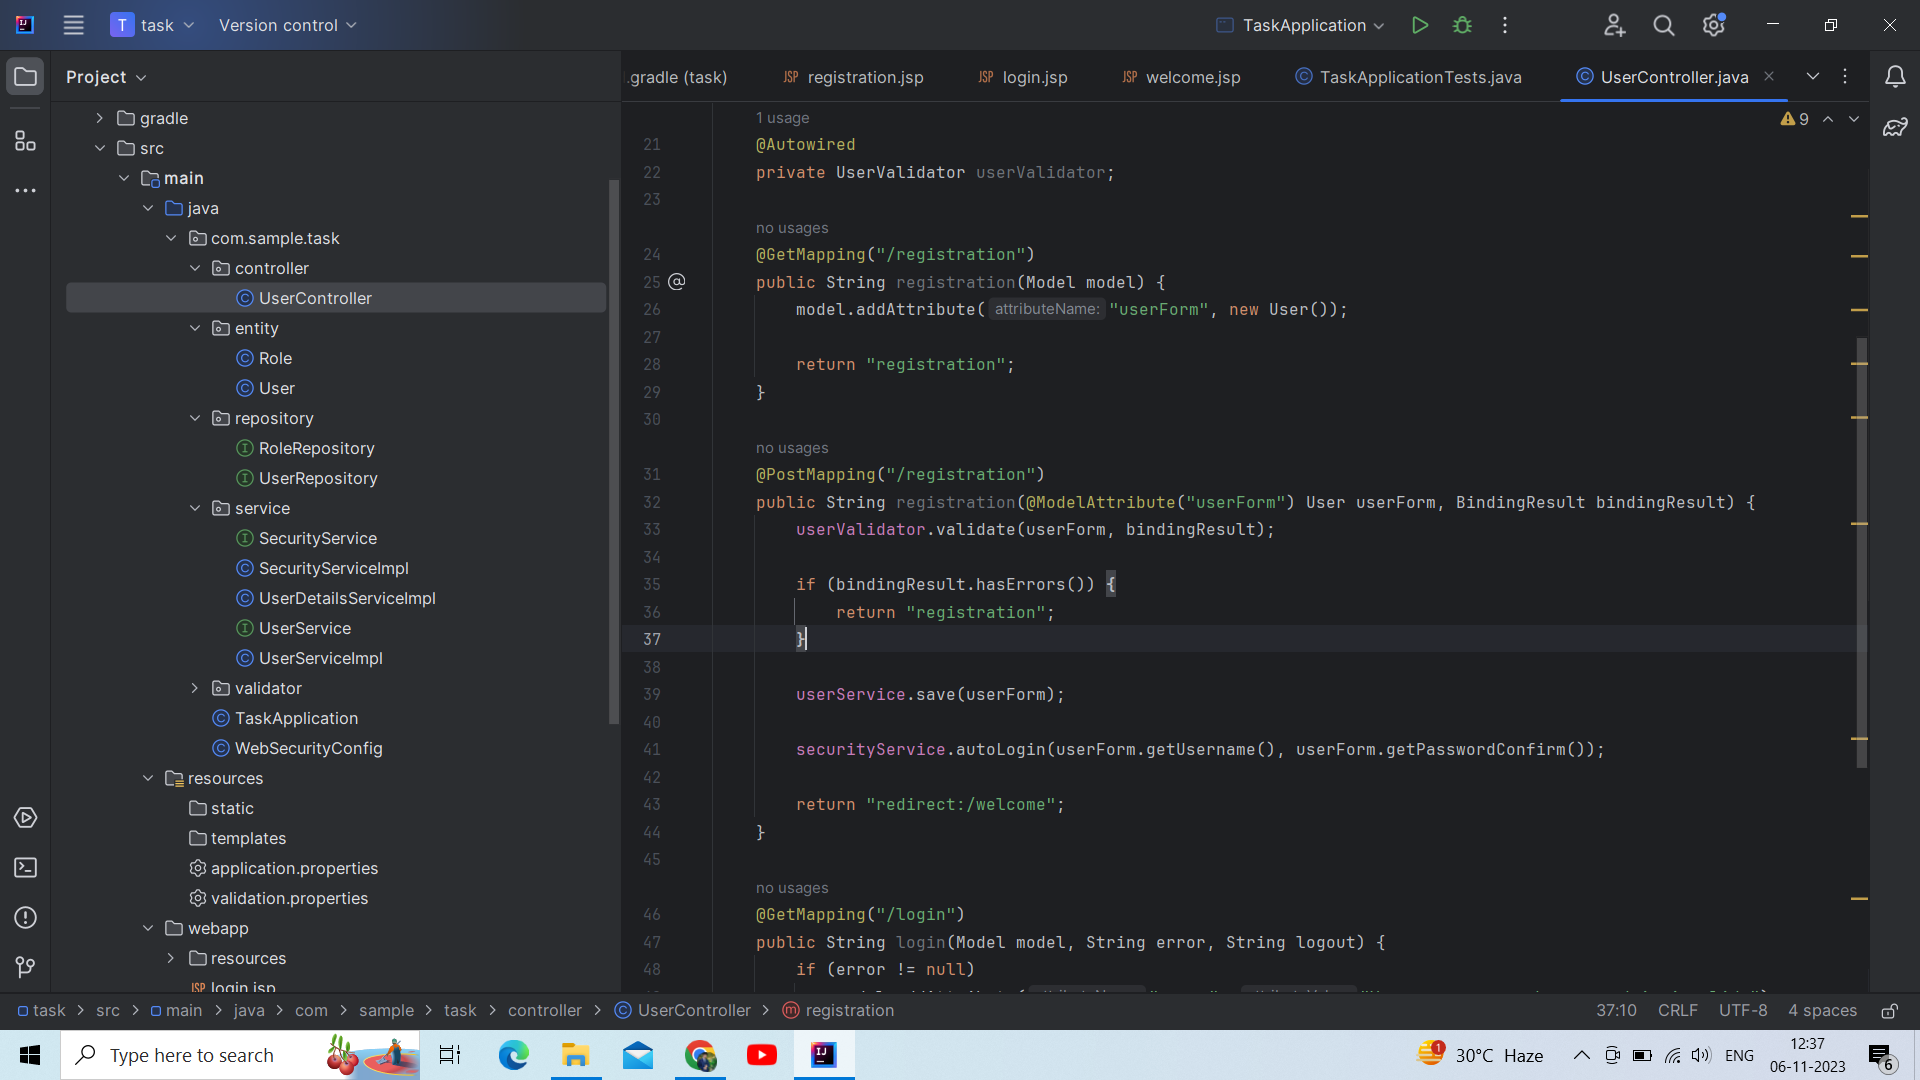 T task Version control TaskApplication
Project
gradle
src
main
java
com.sample.task
controller
UserController
entity
Role
User
repository
RoleRepository
UserRepository
service
SecurityService
SecurityServiceImpl
UserDetailsServiceImpl
UserService
UserServiceImpl
validator
TaskApplication
WebSecurityConfig
resources
static
templates
application.properties
validation.properties
webapp
resources
JSP login.jsp
.gradle (task) JSP registration.jsp JSP login.jsp JSP welcome.jsp TaskApplicationTests.java UserController.java
9
1 usage
21 @Autowired
22 private UserValidator userValidator;
23
no usages
24 @GetMapping("/registration")
25 public String registration(Model model) {
26 model.addAttribute( attributeName: "userForm", new User());
27
28 return "registration";
29 }
30
no usages
31 @PostMapping("/registration")
32 public String registration(@ModelAttribute("userForm") User userForm, BindingResult bindingResult) {
33 userValidator.validate(userForm, bindingResult);
34
35 if (bindingResult.hasErrors()) {
36 return "registration";
37 }
38
39 userService.save(userForm);
40
41 securityService.autoLogin(userForm.getUsername(), userForm.getPasswordConfirm());
42
43 return "redirect:/welcome";
44 }
45
no usages
46 @GetMapping("/login")
47 public String login(Model model, String error, String logout) {
48 if (error != null)
task > src > main > java > com > sample > task > controller > UserController > registration 37:10 CRLF UTF-8 4 spaces
Type here to search 1 30°C Haze ENG 12:37 06-11-2023 6